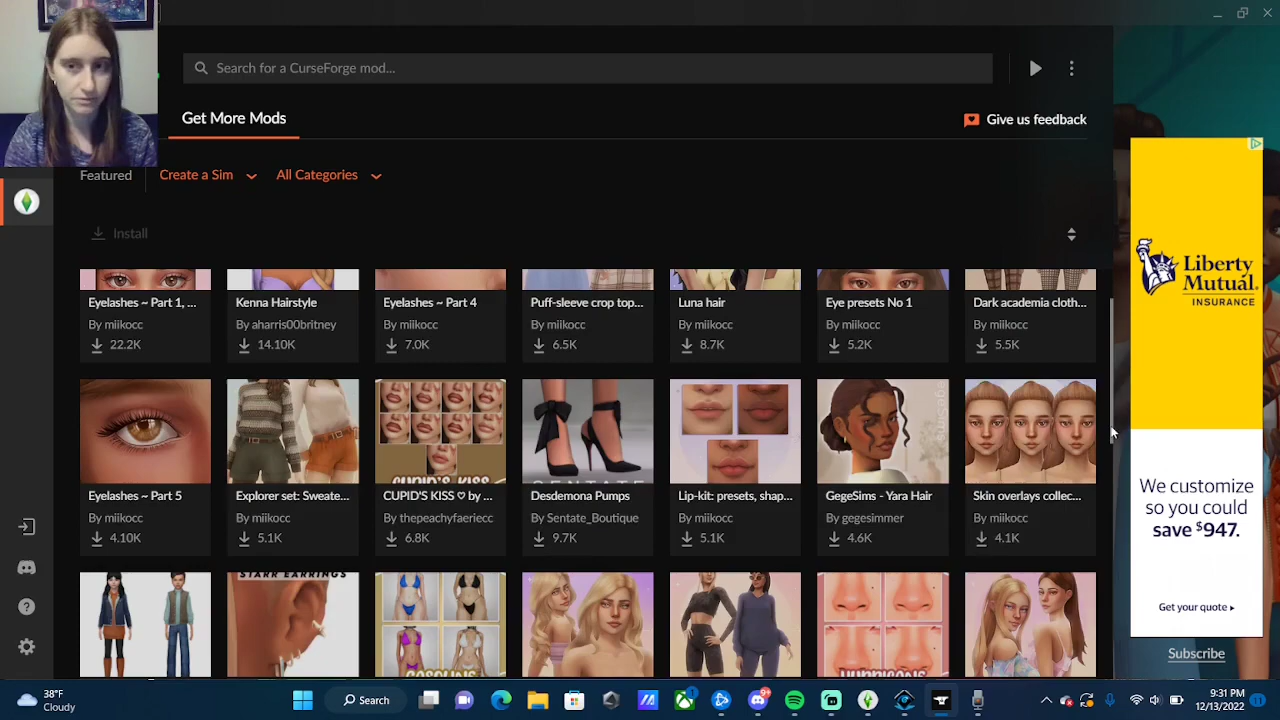 Search for a CurseForge mod...
Get More Mods
Give us feedback
Featured
Create a Sim
All Categories
Install
Eyelashes ~ Part 1, ...
Kenna Hairstyle
Eyelashes ~ Part 4
Puff-sleeve crop top...
Luna hair
Eye presets No 1
Dark academia cloth...
By miikocc
By aharris00britney
By miikocc
By miikocc
By miikocc
By miikocc
By miikocc
22.2K
14.10K
7.0K
6.5K
8.7K
5.2K
5.5K
CUPID'S KISS
SENTATE
gegesimmer
Eyelashes ~ Part 5
Explorer set: Sweate...
CUPID'S KISS ♡ by ...
Desdemona Pumps
Lip-kit: presets, shap...
GegeSims - Yara Hair
Skin overlays collec...
By miikocc
By miikocc
By thepeachyfaeriecc
By Sentate_Boutique
By miikocc
By gegesimmer
By miikocc
4.10K
5.1K
6.8K
9.7K
5.1K
4.6K
4.1K
STARR EARRINGS
Liberty
Mutual.
INSURANCE
We customize
so you could
save $947.
Get your quote
Subscribe
38°F
Cloudy
Search
9:31 PM
12/13/2022